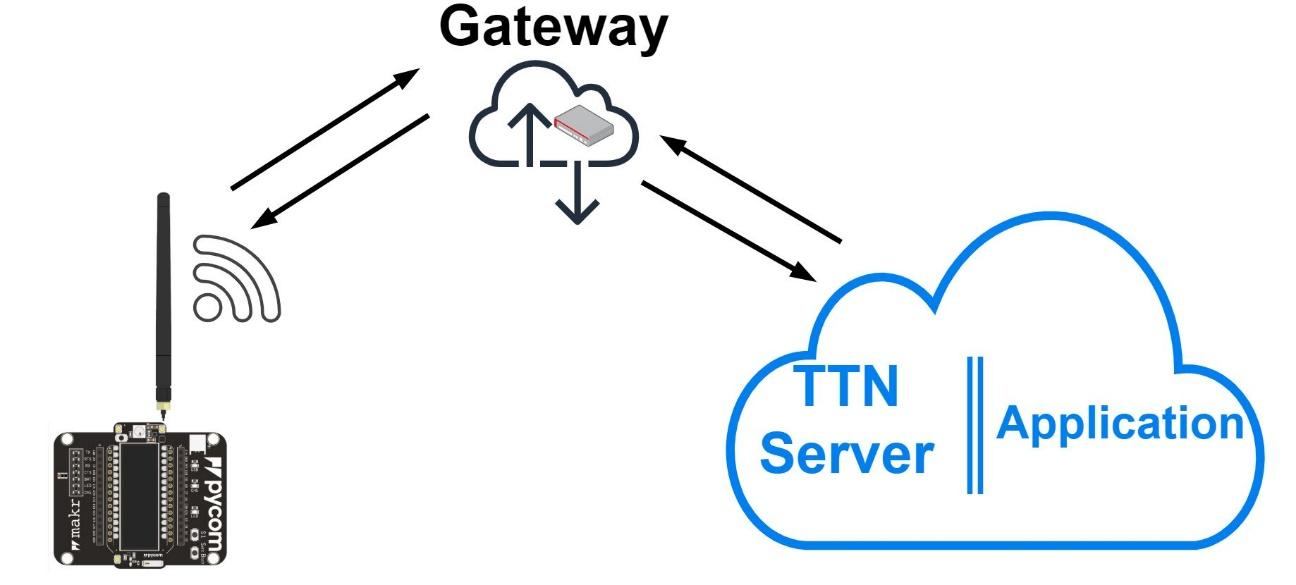 Gateway
TTN
Server
Application
makr
pycom